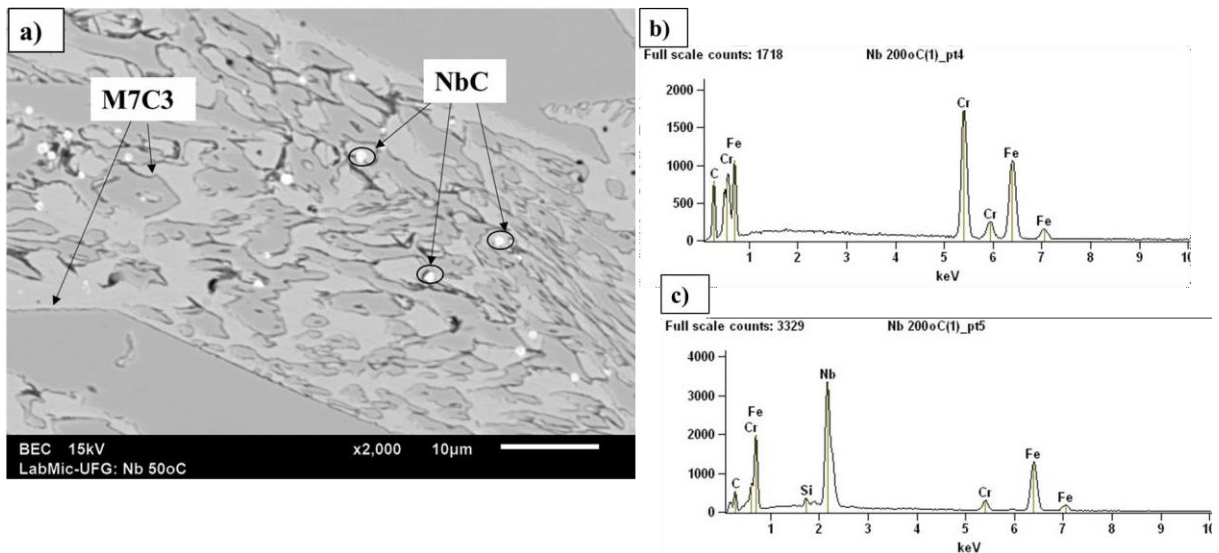 a)
M7C3
NbC
BEC 15kV x2,000 10µm
LabMic-UFG: Nb 50oC
b)
Full scale counts: 1718 Nb 200oC(1)_pt4
2000
1500
1000
500
0
C
Cr
Fe
Cr
Cr
Fe
Fe
1 2 3 4 5 6 7 8 9 10
keV
c)
Full scale counts: 3329 Nb 200oC(1)_pt5
4000
3000
2000
1000
0
C
Fe
Cr
Si
Nb
Cr
Fe
Fe
1 2 3 4 5 6 7 8 9 10
keV